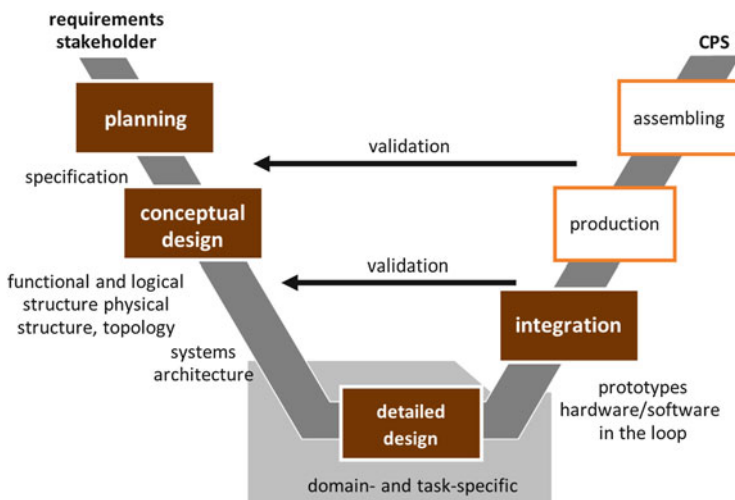 requirements
stakeholder
CPS
planning
assembling
validation
specification
conceptual
design
production
validation
functional and logical
structure physical
structure, topology
integration
systems
architecture
detailed
design
prototypes
hardware/software
in the loop
domain- and task-specific